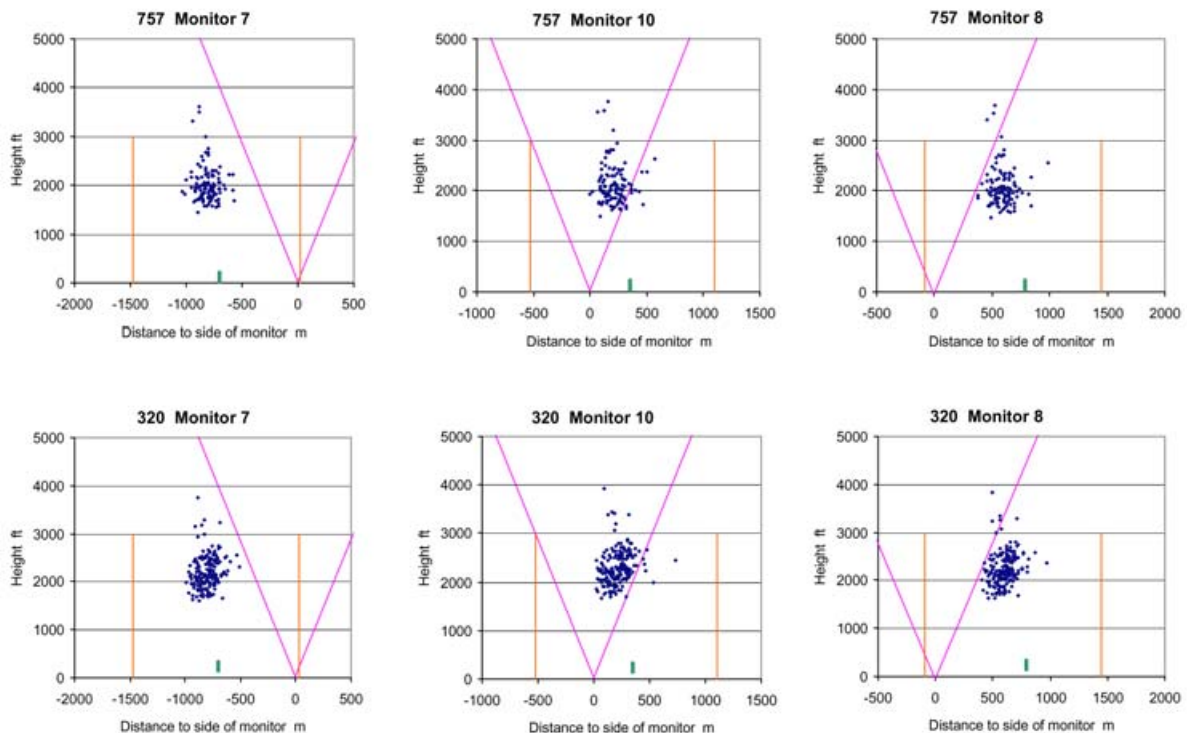 757 Monitor 7
5000
4000
3000
2000
1000
0
Height ft
-2000 -1500 -1000 -500 0 500
Distance to side of monitor m
757 Monitor 10
5000
4000
3000
2000
1000
0
Height ft
-1000 -500 0 500 1000 1500
Distance to side of monitor m
757 Monitor 8
5000
4000
3000
2000
1000
0
Height ft
-500 0 500 1000 1500 2000
Distance to side of monitor m
320 Monitor 7
5000
4000
3000
2000
1000
0
Height ft
-2000 -1500 -1000 -500 0 500
Distance to side of monitor m
320 Monitor 10
5000
4000
3000
2000
1000
0
Height ft
-1000 -500 0 500 1000 1500
Distance to side of monitor m
320 Monitor 8
5000
4000
3000
2000
1000
0
Height ft
-500 0 500 1000 1500 2000
Distance to side of monitor m